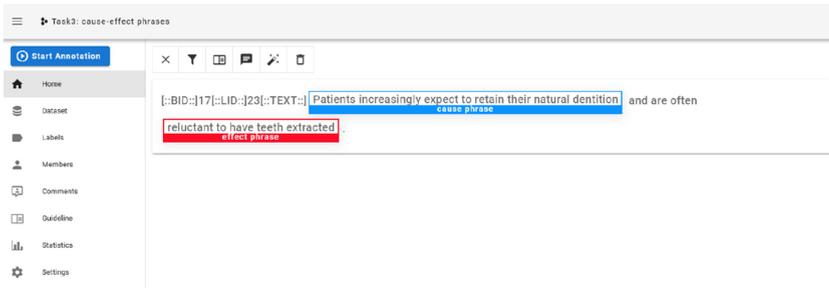 Task3: cause-effect phrases
Start Annotation
Home
Dataset
Labels
Members
Comments
Guideline
Statistics
Settings
[::BID::]17[::LID::]23[::TEXT::] Patients increasingly expect to retain their natural dentition and are often
cause phrase
reluctant to have teeth extracted .
effect phrase